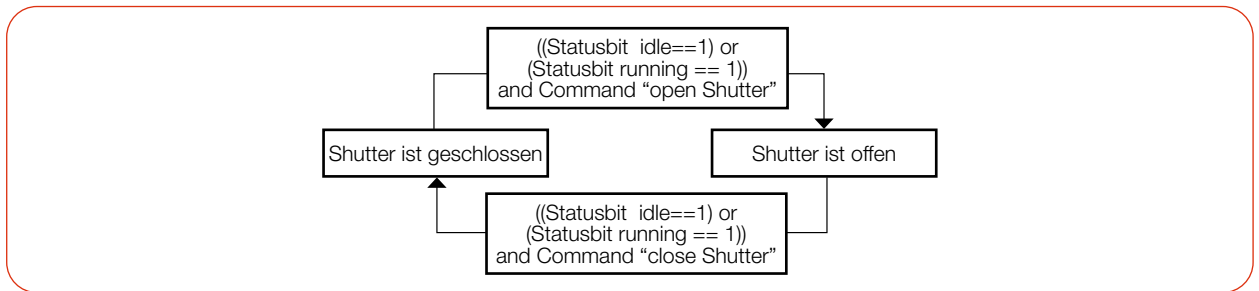 ((Statusbit idle==1) or
(Statusbit running == 1))
and Command “open Shutter”
Shutter ist geschlossen
Shutter ist offen
((Statusbit idle==1) or
(Statusbit running == 1))
and Command “close Shutter”